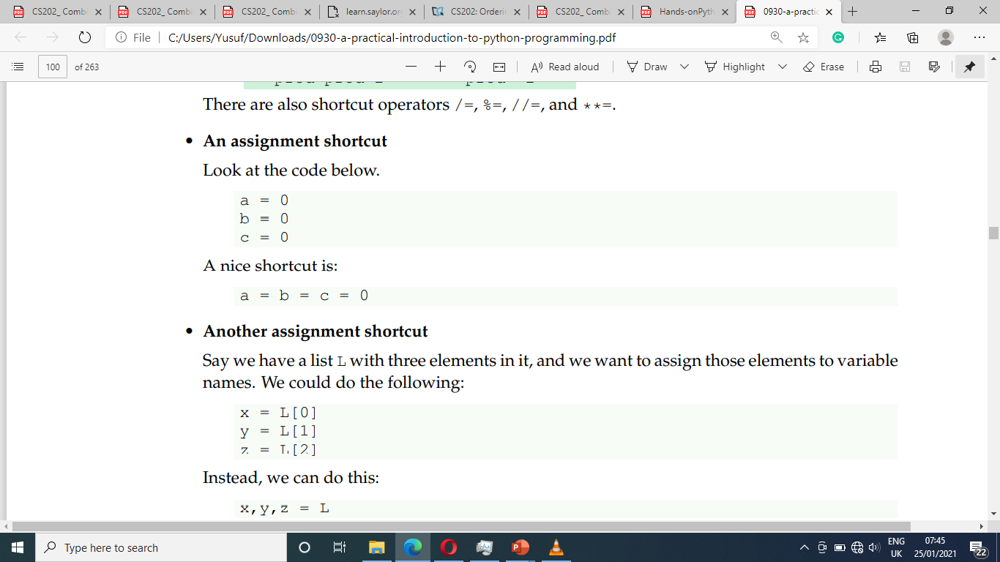 CS202_ Combi
CS202_ Combi
CS202_ Comb
learn.saylor.or
CS202: Orderi
CS202_ Combi
Hands-onPyth
0930-a-practic
File
C:/Users/Yusuf/Downloads/0930-a-practical-introduction-to-python-programming.pdf
100 of 263
Read aloud
Draw
Highlight
Erase
There are also shortcut operators /=, %=, //=, and **=.
• An assignment shortcut
Look at the code below.
a = 0
b = 0
c = 0
A nice shortcut is:
a = b = c = 0
• Another assignment shortcut
Say we have a list L with three elements in it, and we want to assign those elements to variable
names. We could do the following:
x = L[0]
y = L[1]
z = L[2]
Instead, we can do this:
x,y,z = L
Type here to search
ENG
UK
07:45
25/01/2021
22